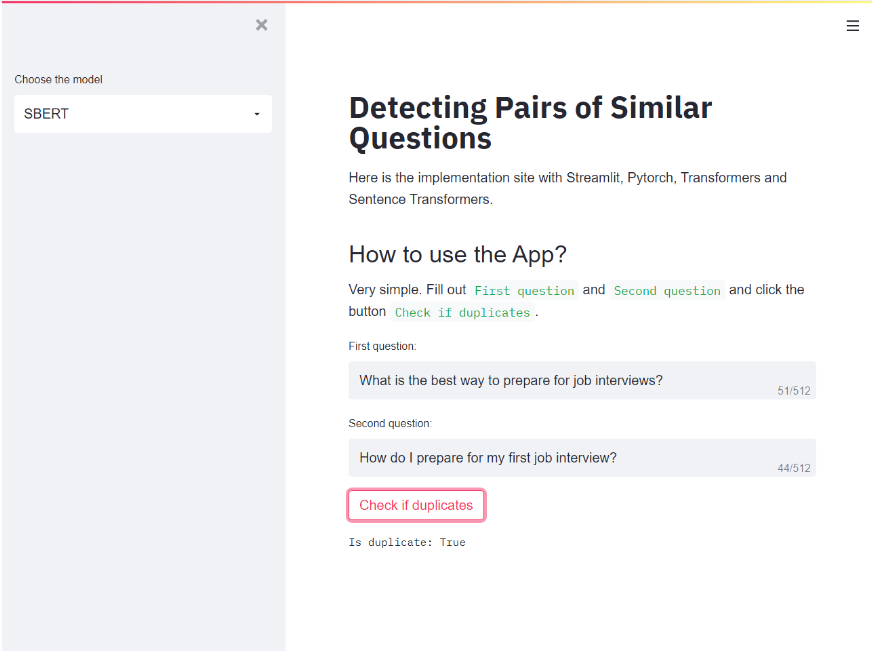 Choose the model
SBERT
Detecting Pairs of Similar
Questions
Here is the implementation site with Streamlit, Pytorch, Transformers and
Sentence Transformers.
How to use the App?
Very simple. Fill out First question and Second question and click the
button Check if duplicates.
First question:
What is the best way to prepare for job interviews?
51/512
Second question:
How do I prepare for my first job interview?
44/512
Check if duplicates
Is duplicate: True